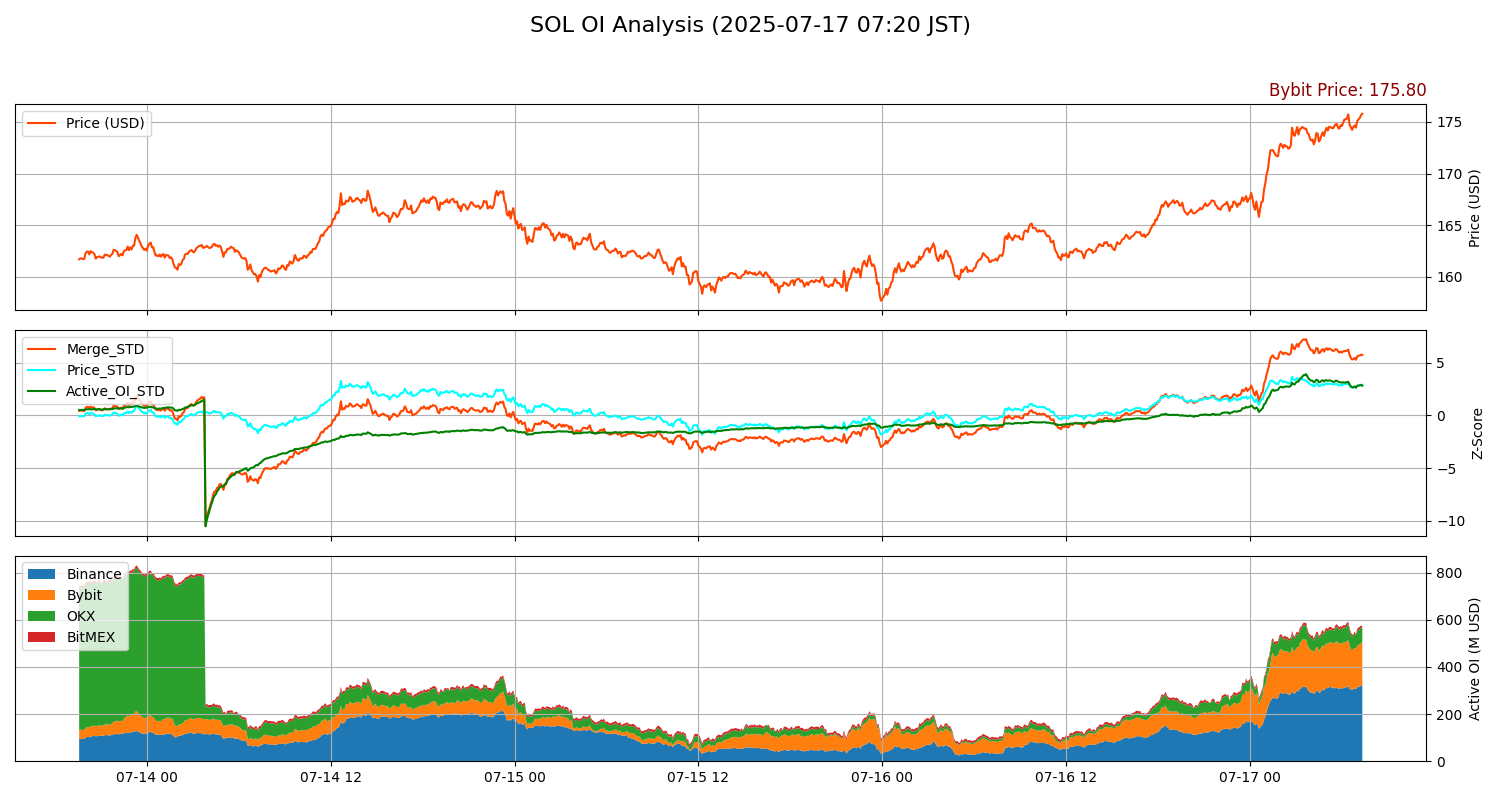 SOL OI Analysis (2025-07-17 07:20 JST)
Bybit Price: 175.80
Price (USD)
175
170
165
160
Price (USD)
Merge_STD
Price_STD
Active_OI_STD
5
0
−5
−10
Z-Score
Binance
Bybit
OKX
BitMEX
800
600
400
200
0
Active OI (M USD)
07-14 00
07-14 12
07-15 00
07-15 12
07-16 00
07-16 12
07-17 00